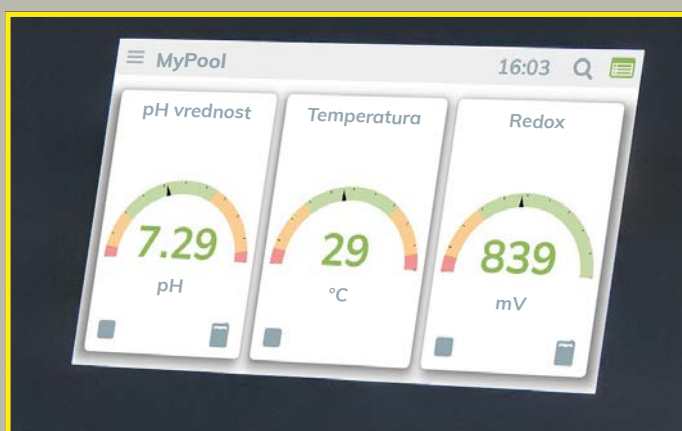 MyPool
16:03
pH vrednost
7.29
pH
Temperatura
29
°C
Redox
839
mV